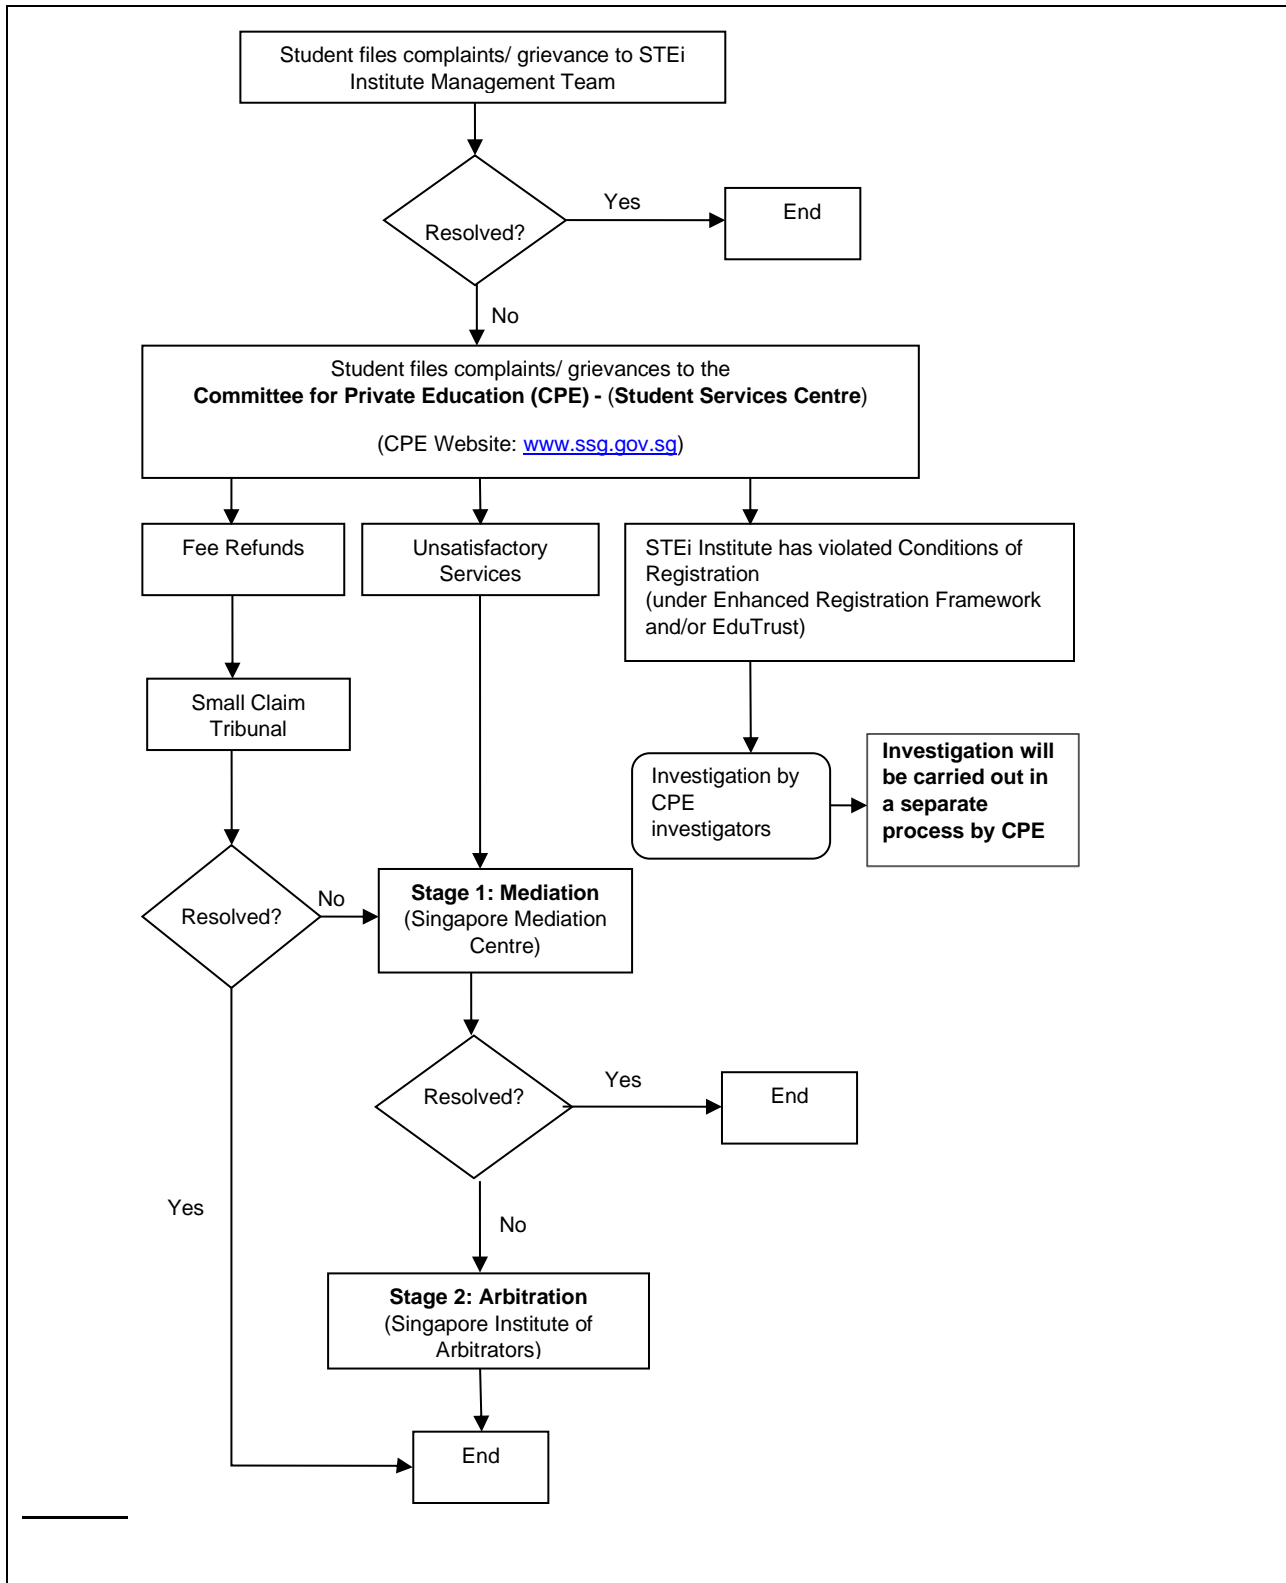 Student files complaints/ grievance to STEi
Institute Management Team
Resolved?
Yes
End
No
Student files complaints/ grievances to the
Committee for Private Education (CPE) - (Student Services Centre)
(CPE Website: www.ssg.gov.sg)
Fee Refunds
Unsatisfactory
Services
STEi Institute has violated Conditions of
Registration
(under Enhanced Registration Framework
and/or EduTrust)
Small Claim
Tribunal
Investigation by
CPE
investigators
Investigation will
be carried out in
a separate
process by CPE
Resolved?
No
Stage 1: Mediation
(Singapore Mediation
Centre)
Resolved?
Yes
End
Yes
No
Stage 2: Arbitration
(Singapore Institute of
Arbitrators)
End